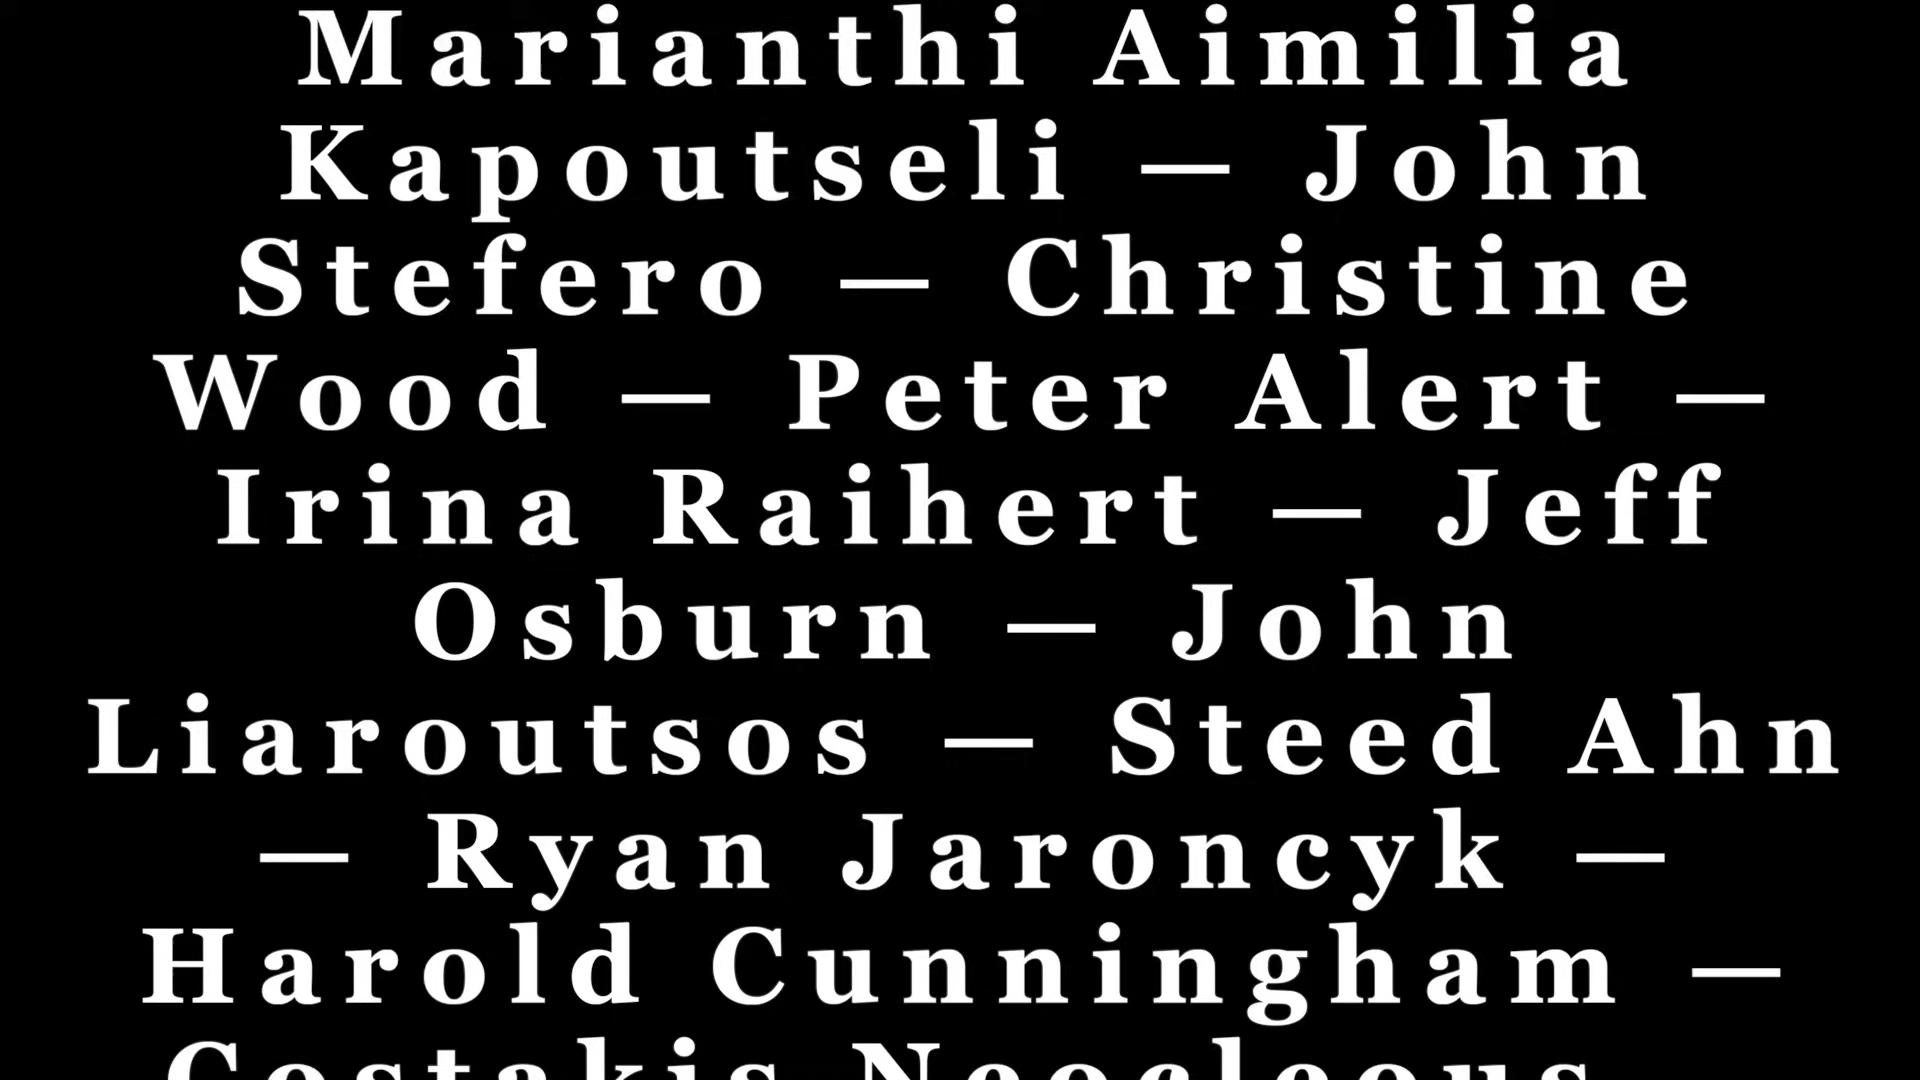 Marianthi Aimilia
Kapoutseli — John
Stefero — Christine
Wood — Peter Alert —
Irina Raihert — Jeff
Osburn — John
Liaroutsos — Steed Ahn
— Ryan Jaroncyk —
Harold Cunningham —
Costakis Neocleous